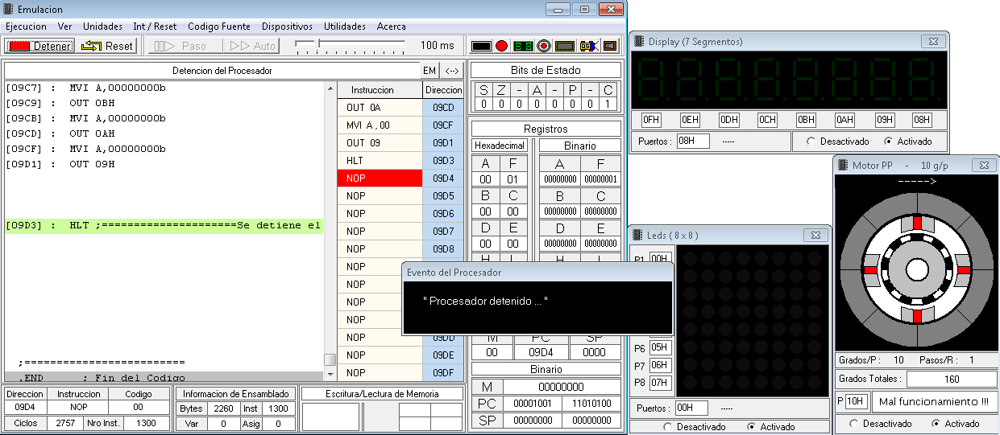 Emulacion
Ejecucion Ver Unidades Int / Reset Codigo Fuente Dispositivos Utilidades Acerca
Detener Reset Paso Auto 100 ms
Detencion del Procesador EM <-->
[09C7] : MVI A,00000000b
[09C9] : OUT 0BH
[09CB] : MVI A,00000000b
[09CD] : OUT 0AH
[09CF] : MVI A,00000000b
[09D1] : OUT 09H
[09D3] : HLT ;=====================Se detiene el
;==========================
.END ; Fin del Codigo
Instruccion Direccion
OUT 0A 09CD
MVI A,00 09CF
OUT 09 09D1
HLT 09D3
NOP 09D4
NOP 09D5
NOP 09D6
NOP 09D7
NOP 09D8
NOP
NOP
NOP
NOP
NOP 09DD
NOP 09DE
NOP 09DF
Bits de Estado
S Z - A - P - C
0 0 0 0 0 0 0 1
Registros
Hexadecimal Binario
A F A F
00 01 00000000 00000001
B C B C
00 00 00000000 00000000
D E D E
00 00 00000000 00000000
H L H L
M PC SP
00 09D4 0000
Binario
M 00000000
PC 00001001 11010100
SP 00000000 00000000
Evento del Procesador
" Procesador detenido ... "
Direccion Instruccion Codigo
09D4 NOP 00
Ciclos 2757 Nro Inst. 1300
Informacion de Ensamblado
Bytes 2260 Inst 1300
Var 0 Asig 0
Escritura/Lectura de Memoria
Display (7 Segmentos)
0FH 0EH 0DH 0CH 0BH 0AH 09H 08H
Puertos : 08H ----- Desactivado Activado
Leds ( 8 x 8 )
P1 00H
P6 05H
P7 06H
P8 07H
Puertos : 00H -----
Desactivado Activado
Motor PP - 10 g/p
----->
Grados/P : 10 Pasos/R : 1
Grados Totales : 160
P 10H Mal funcionamiento !!!
Desactivado Activado